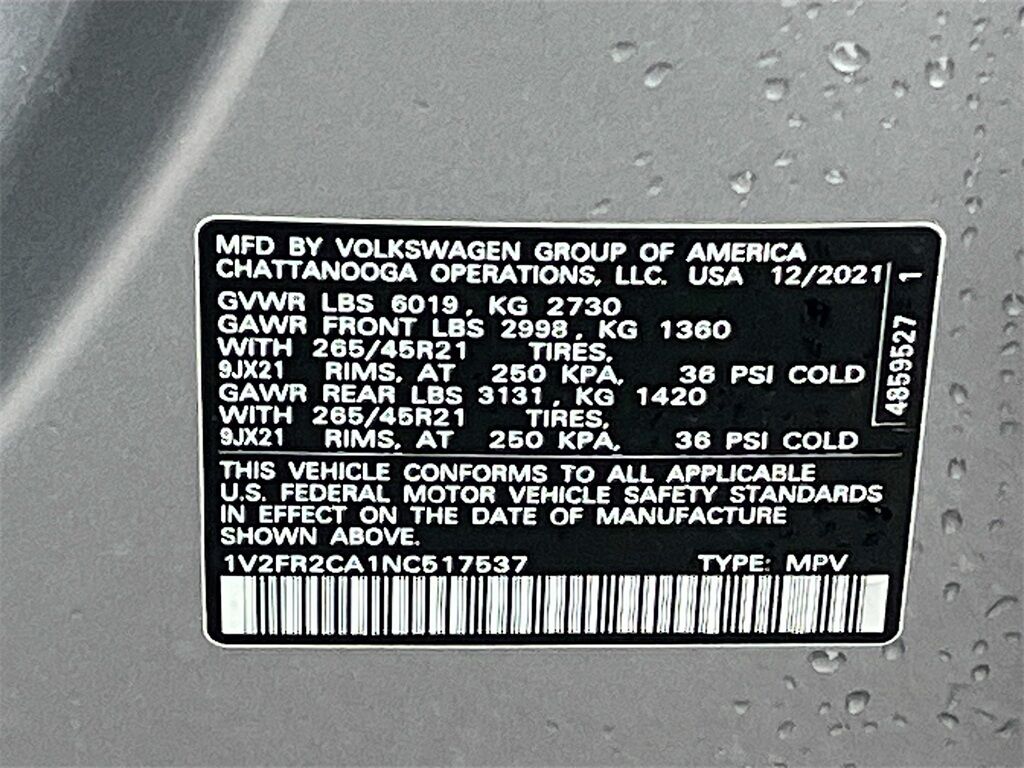 MFD BY VOLKSWAGEN GROUP OF AMERICA
CHATTANOOGA OPERATIONS, LLC. USA 12/2021
GVWR LBS 6019, KG 2730
GAWR FRONT LBS 2998, KG 1360
WITH 265/45R21 TIRES,
9JX21 RIMS, AT 250 KPA, 36 PSI COLD
GAWR REAR LBS 3131, KG 1420
WITH 265/45R21 TIRES,
9JX21 RIMS, AT 250 KPA, 36 PSI COLD
4859527 1
THIS VEHICLE CONFORMS TO ALL APPLICABLE
U.S. FEDERAL MOTOR VEHICLE SAFETY STANDARDS
IN EFFECT ON THE DATE OF MANUFACTURE
SHOWN ABOVE.
1V2FR2CA1NC517537 TYPE: MPV